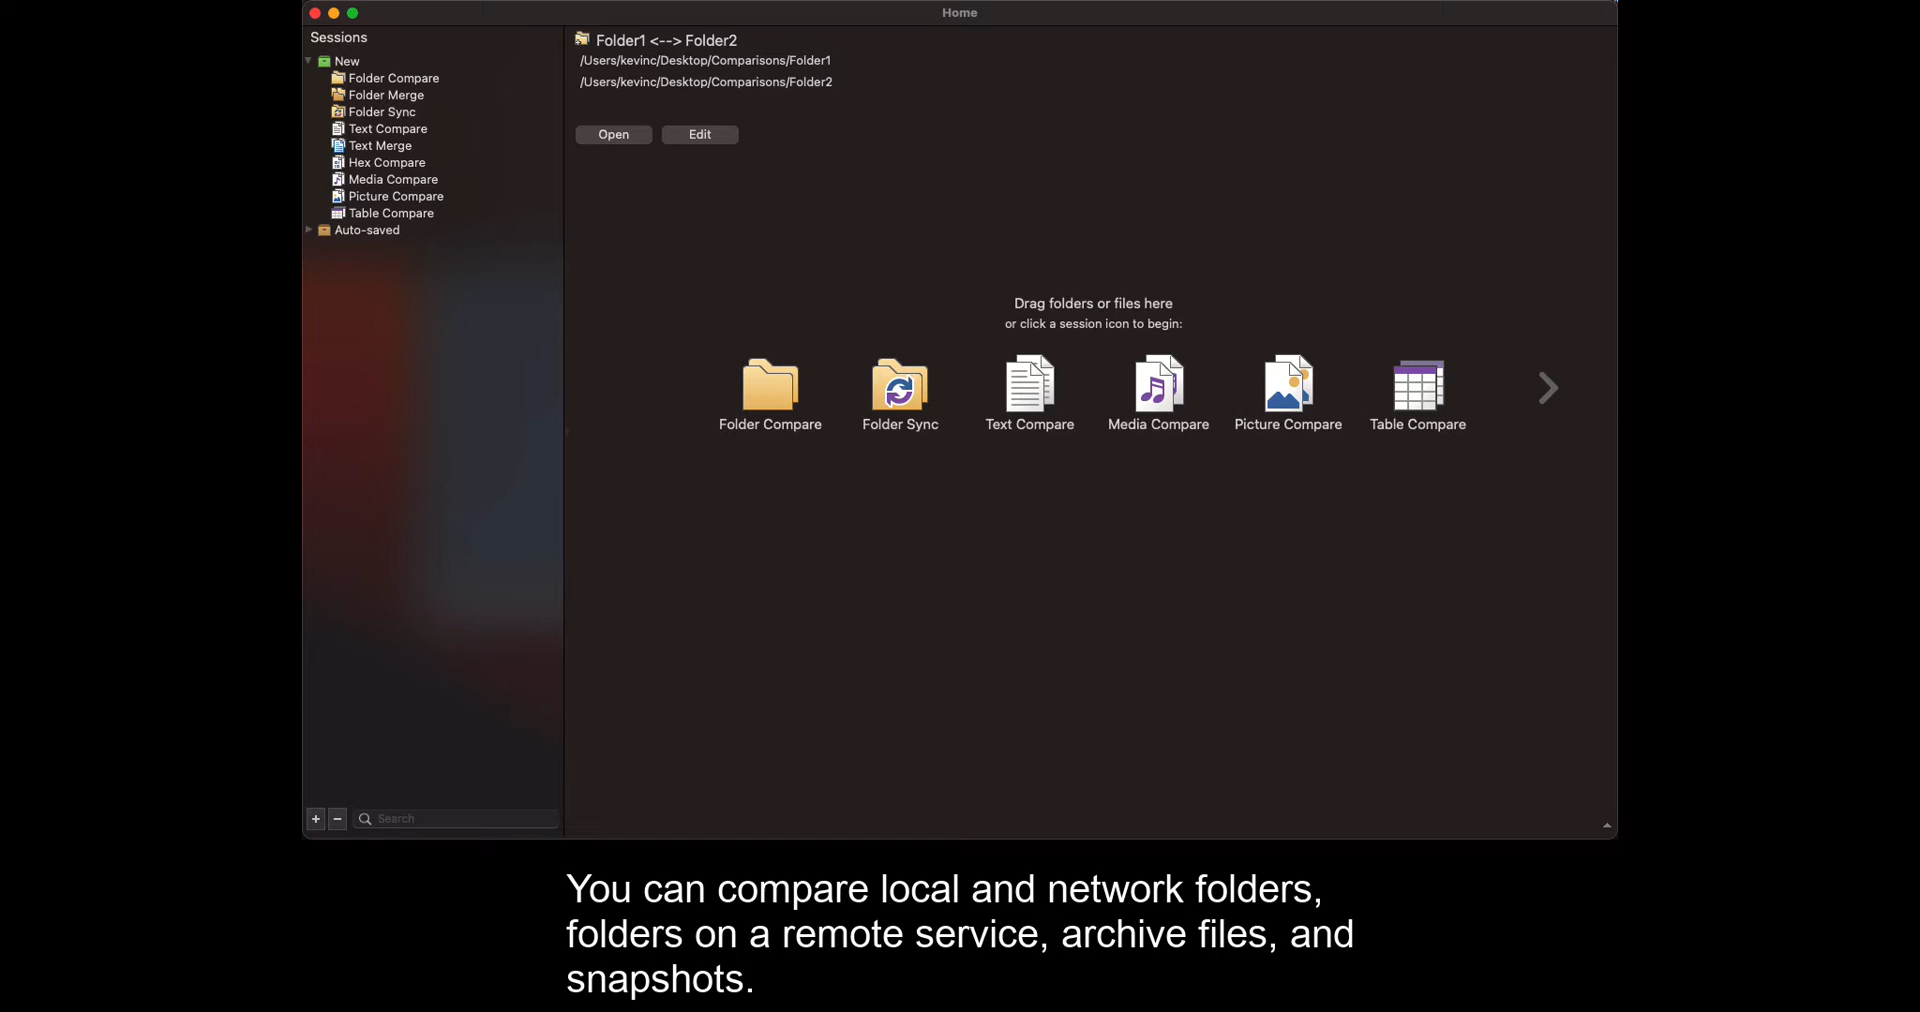 Home
Sessions
New
Folder Compare
Folder Merge
Folder Sync
Text Compare
Text Merge
Hex Compare
Media Compare
Picture Compare
Table Compare
Auto-saved
+ - Search
Folder1 <--> Folder2
/Users/kevinc/Desktop/Comparisons/Folder1
/Users/kevinc/Desktop/Comparisons/Folder2
Open Edit
Drag folders or files here
or click a session icon to begin:
Folder Compare Folder Sync Text Compare Media Compare Picture Compare Table Compare
You can compare local and network folders,
folders on a remote service, archive files, and
snapshots.